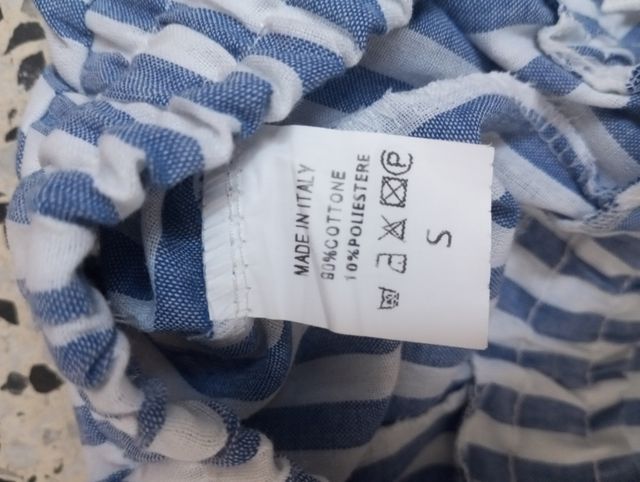 MADE IN ITALY
80%COTTONE
10%POLIESTERE
P
S